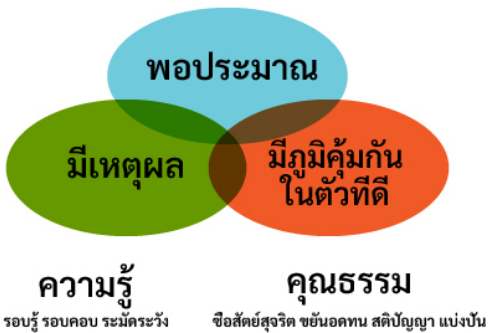 พอประมาณ
มีเหตุผล
มีภูมิคุ้มกัน
ในตัวที่ดี
ความรู้
รอบรู้ รอบคอบ ระมัดระวัง
คุณธรรม
ซื่อสัตย์สุจริต ขยันอดทน สติปัญญา แบ่งปัน